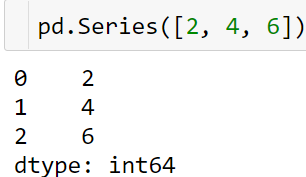 pd.Series([2, 4, 6])
0    2
1    4
2    6
dtype: int64